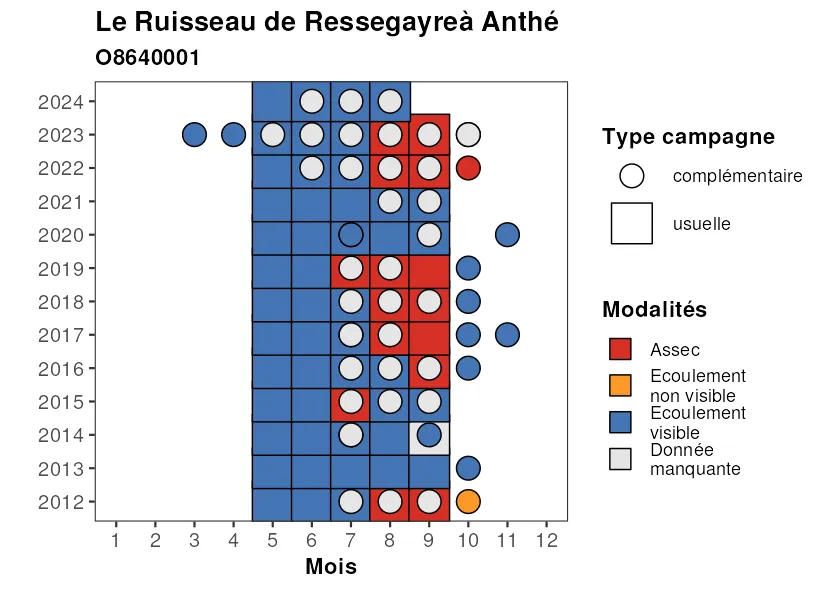 Le Ruisseau de Ressegayreà Anthé
O8640001
2024
2023
2022
2021
2020
2019
2018
2017
2016
2015
2014
2013
2012
1 2 3 4 5 6 7 8 9 10 11 12
Mois
Type campagne
complémentaire
usuelle
Modalités
Assec
Ecoulement
non visible
Ecoulement
visible
Donnée
manquante